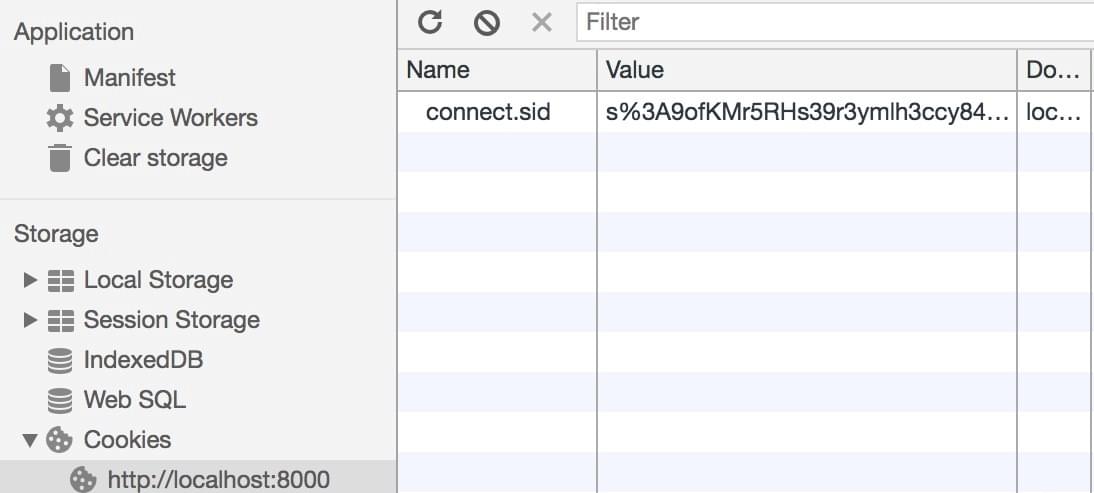 Application
Manifest
Service Workers
Clear storage
Storage
Local Storage
Session Storage
IndexedDB
Web SQL
Cookies
http://localhost:8000
Filter
Name Value Do…
connect.sid s%3A9ofKMr5RHs39r3ymlh3ccy84… loc…